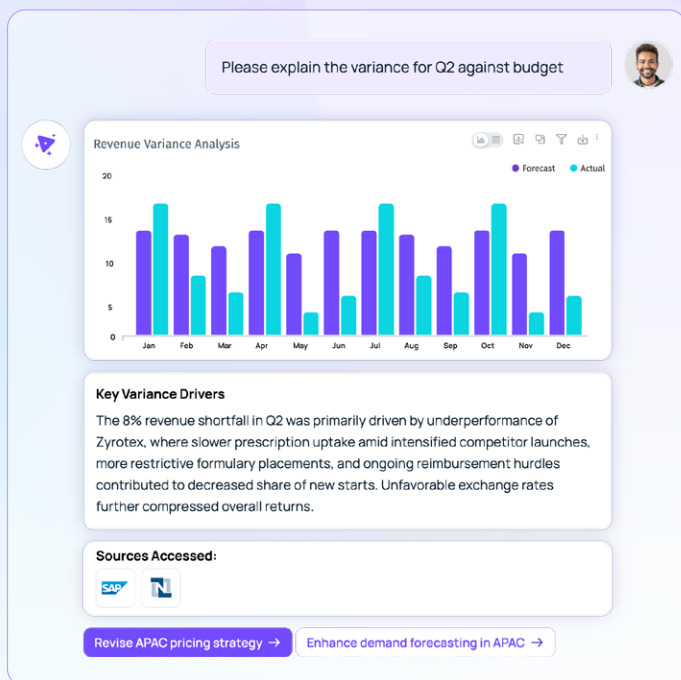 Please explain the variance for Q2 against budget
Revenue Variance Analysis
Forecast
Actual
20
15
10
5
0
Jan Feb Mar Apr May Jun Jul Aug Sep Oct Nov Dec
Key Variance Drivers
The 8% revenue shortfall in Q2 was primarily driven by underperformance of
Zyrotex, where slower prescription uptake amid intensified competitor launches,
more restrictive formulary placements, and ongoing reimbursement hurdles
contributed to decreased share of new starts. Unfavorable exchange rates
further compressed overall returns.
Sources Accessed:
SAP N
Revise APAC pricing strategy →
Enhance demand forecasting in APAC →